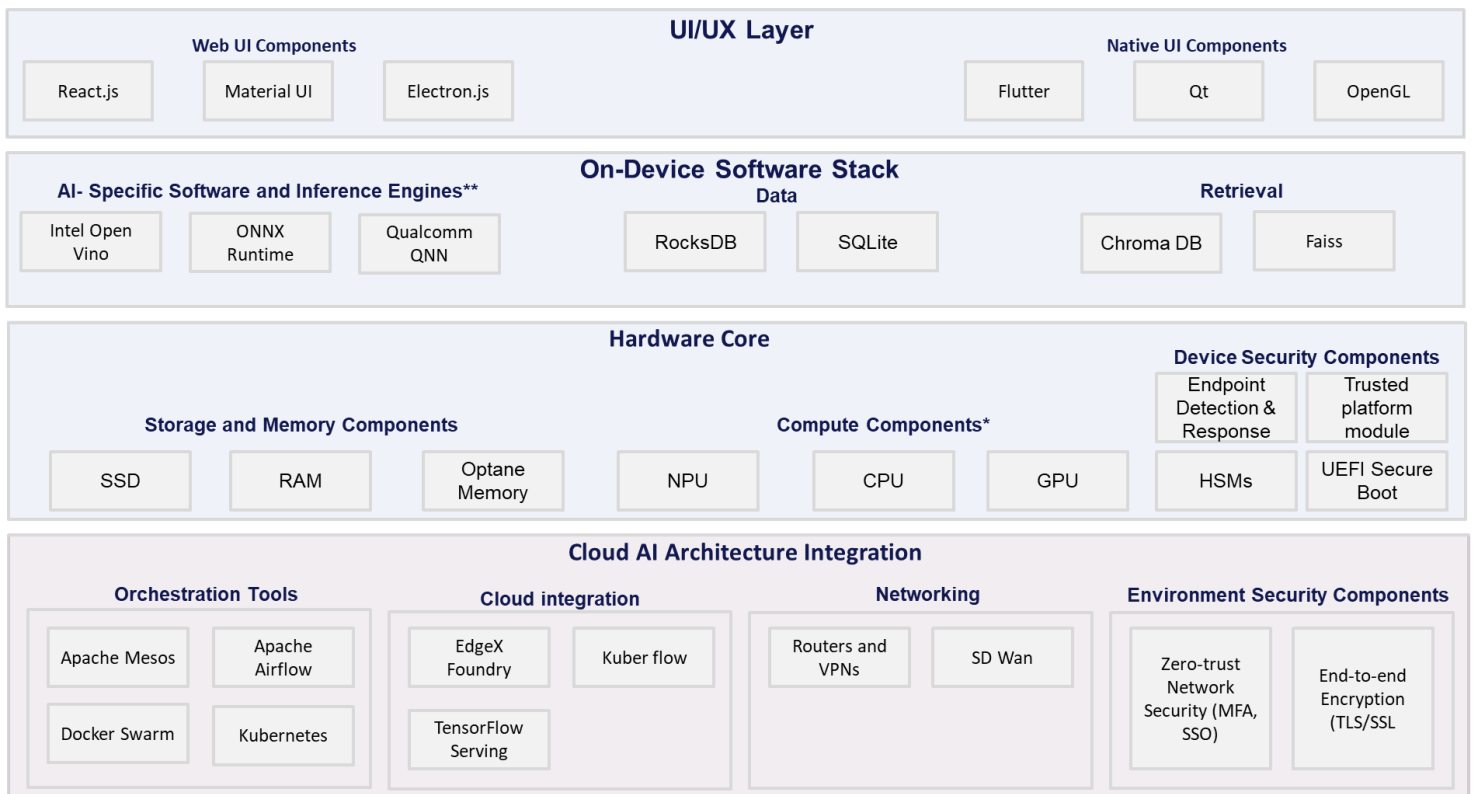 UI/UX Layer
Web UI Components
Native UI Components
React.js
Material UI
Electron.js
Flutter
Qt
OpenGL
On-Device Software Stack
AI- Specific Software and Inference Engines**
Data
Retrieval
Intel Open
Vino
ONNX
Runtime
Qualcomm
QNN
RocksDB
SQLite
Chroma DB
Faiss
Hardware Core
Storage and Memory Components
Compute Components*
Device Security Components
SSD
RAM
Optane
Memory
NPU
CPU
GPU
Endpoint
Detection &
Response
Trusted
platform
module
HSMs
UEFI Secure
Boot
Cloud AI Architecture Integration
Orchestration Tools
Apache Mesos
Apache
Airflow
Docker Swarm
Kubernetes
Cloud integration
EdgeX
Foundry
Kuber flow
TensorFlow
Serving
Networking
Routers and
VPNs
SD Wan
Environment Security Components
Zero-trust
Network
Security (MFA,
SSO)
End-to-end
Encryption
(TLS/SSL